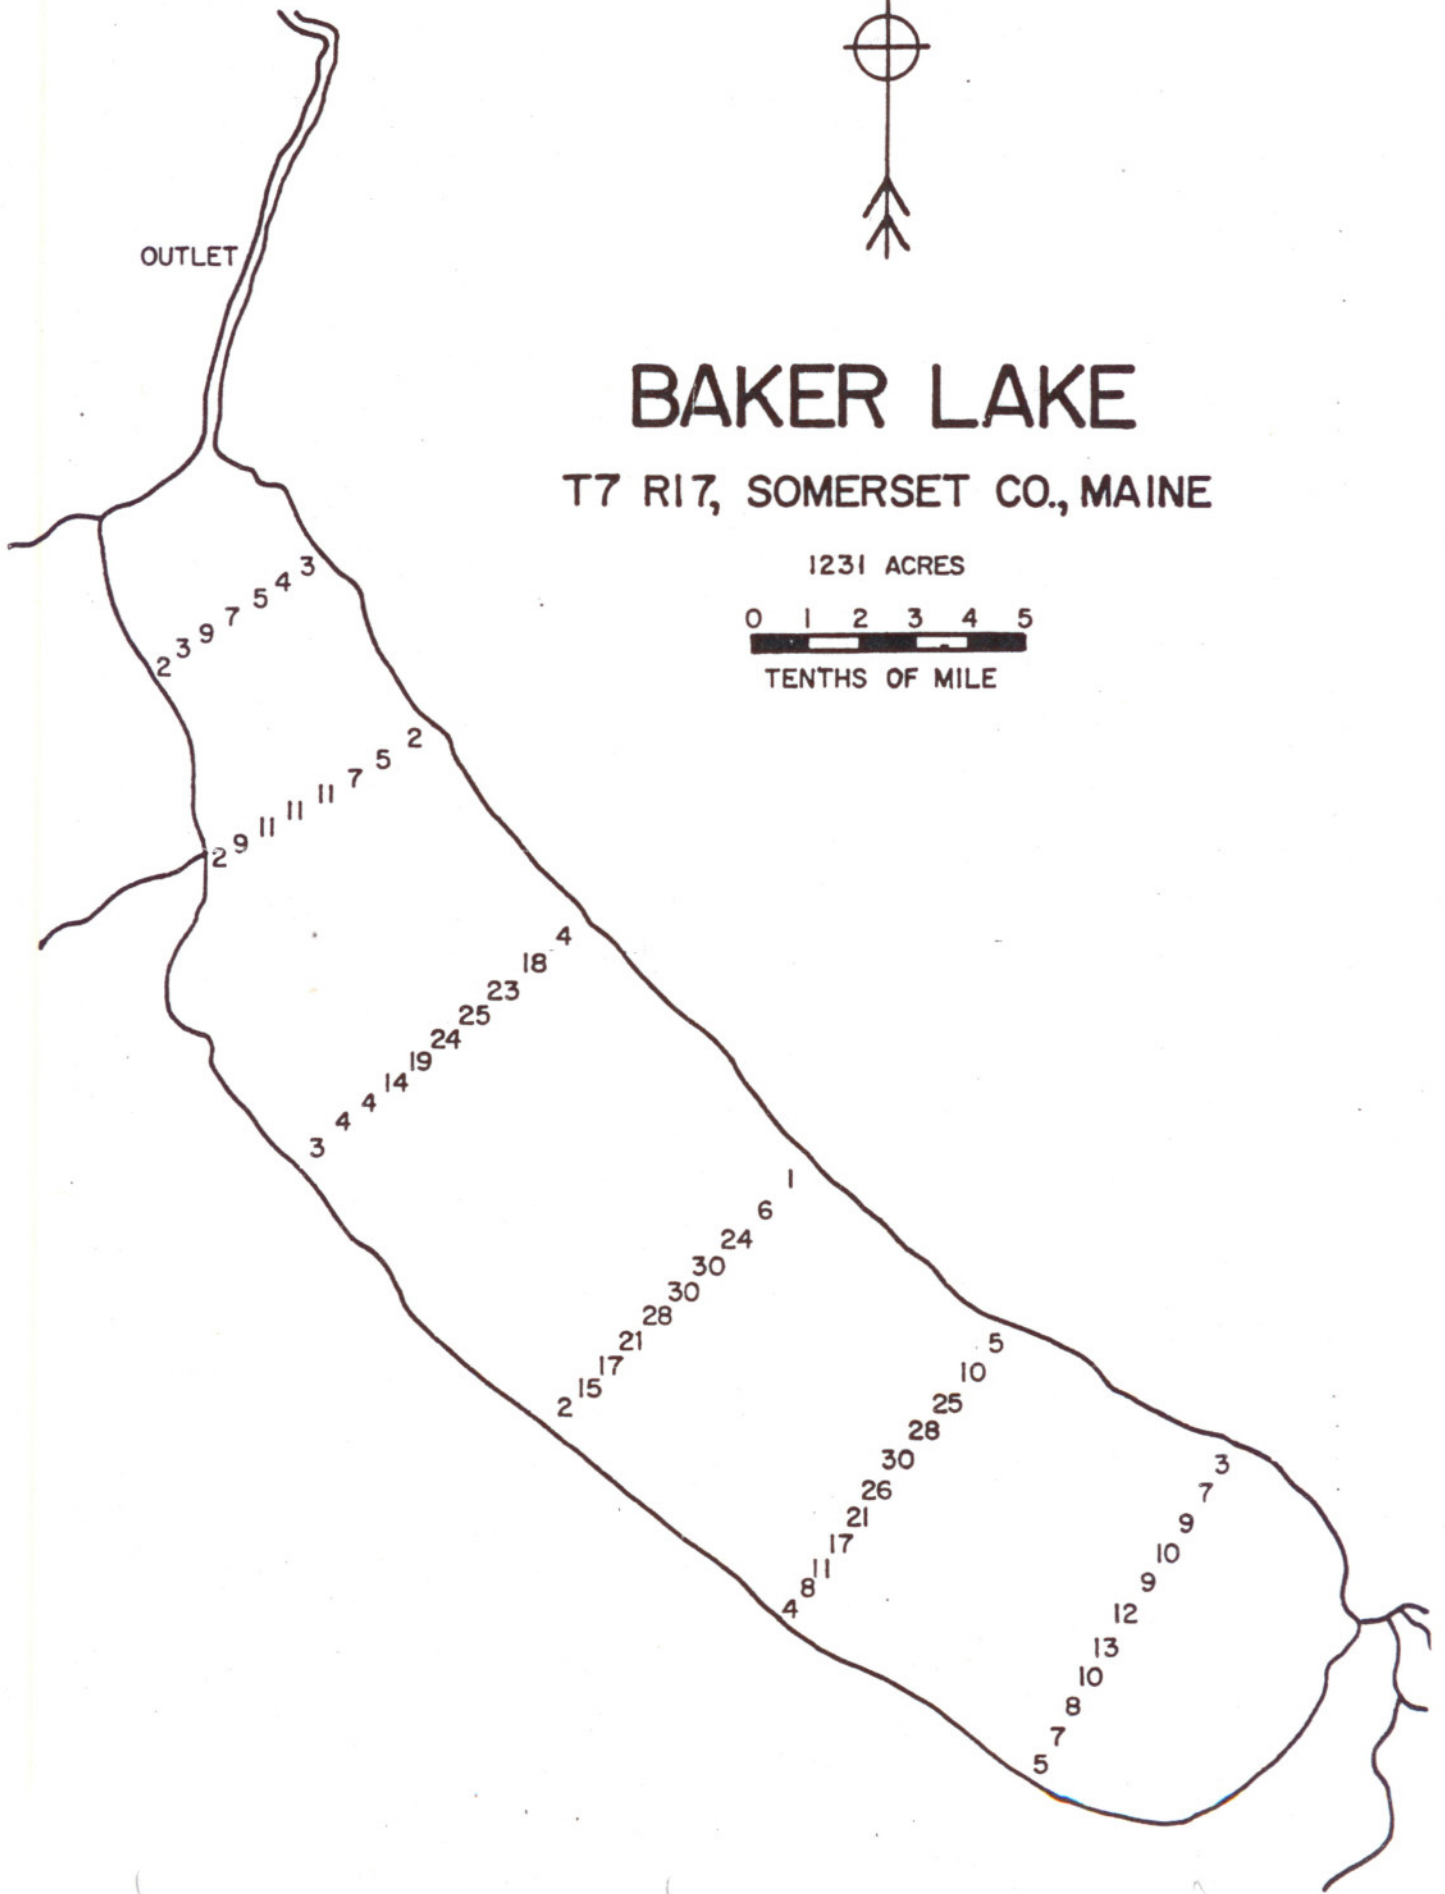 OUTLET
BAKER LAKE
T7 R17, SOMERSET CO., MAINE
1231 ACRES
0 1 2 3 4 5
TENTHS OF MILE
2 3 9 7 5 4 3
2 9 11 11 11 7 5 2
3 4 4 14 19 24 25 23 18 4
2 15 17 21 28 30 30 24 6 1
4 8 11 17 21 26 30 28 25 10 5
5 7 8 10 13 12 9 10 9 7 3